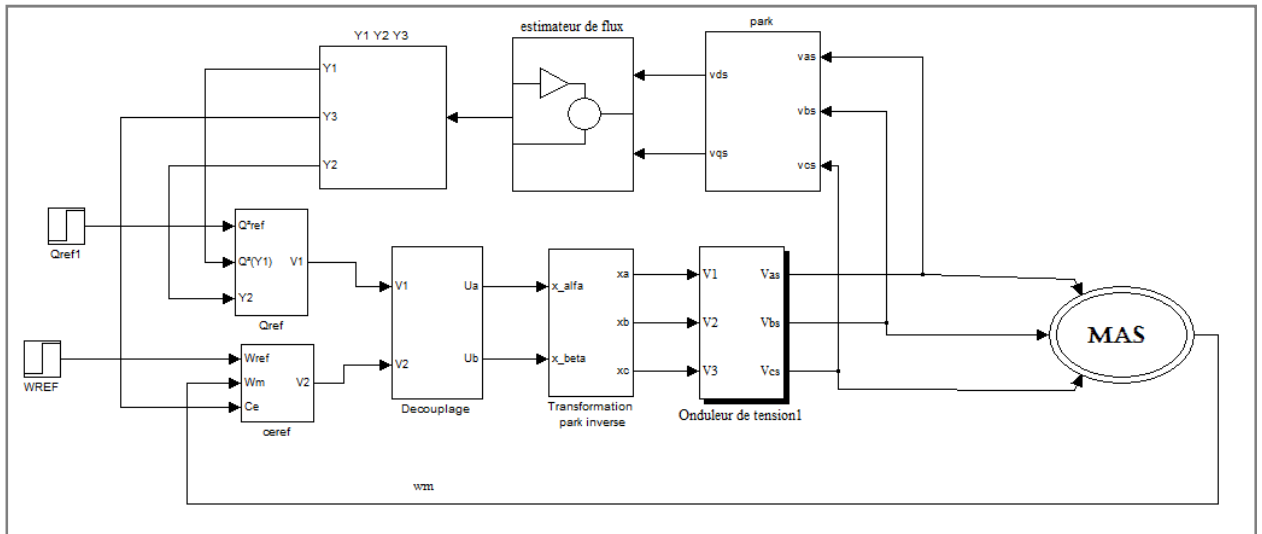 Y1 Y2 Y3
estimateur de flux
park
Y1
Y3
Y2
vds
vqs
vas
vbs
vcs
Qref1
Q²ref
Q²(Y1)
Y2
V1
Qref
WREF
Wref
Wm
Ce
V2
ceref
V1
V2
Ua
Ub
Decouplage
x_alfa
x_beta
xa
xb
xc
Transformation
park inverse
V1
V2
V3
Vas
Vbs
Vcs
Onduleur de tension1
MAS
wm